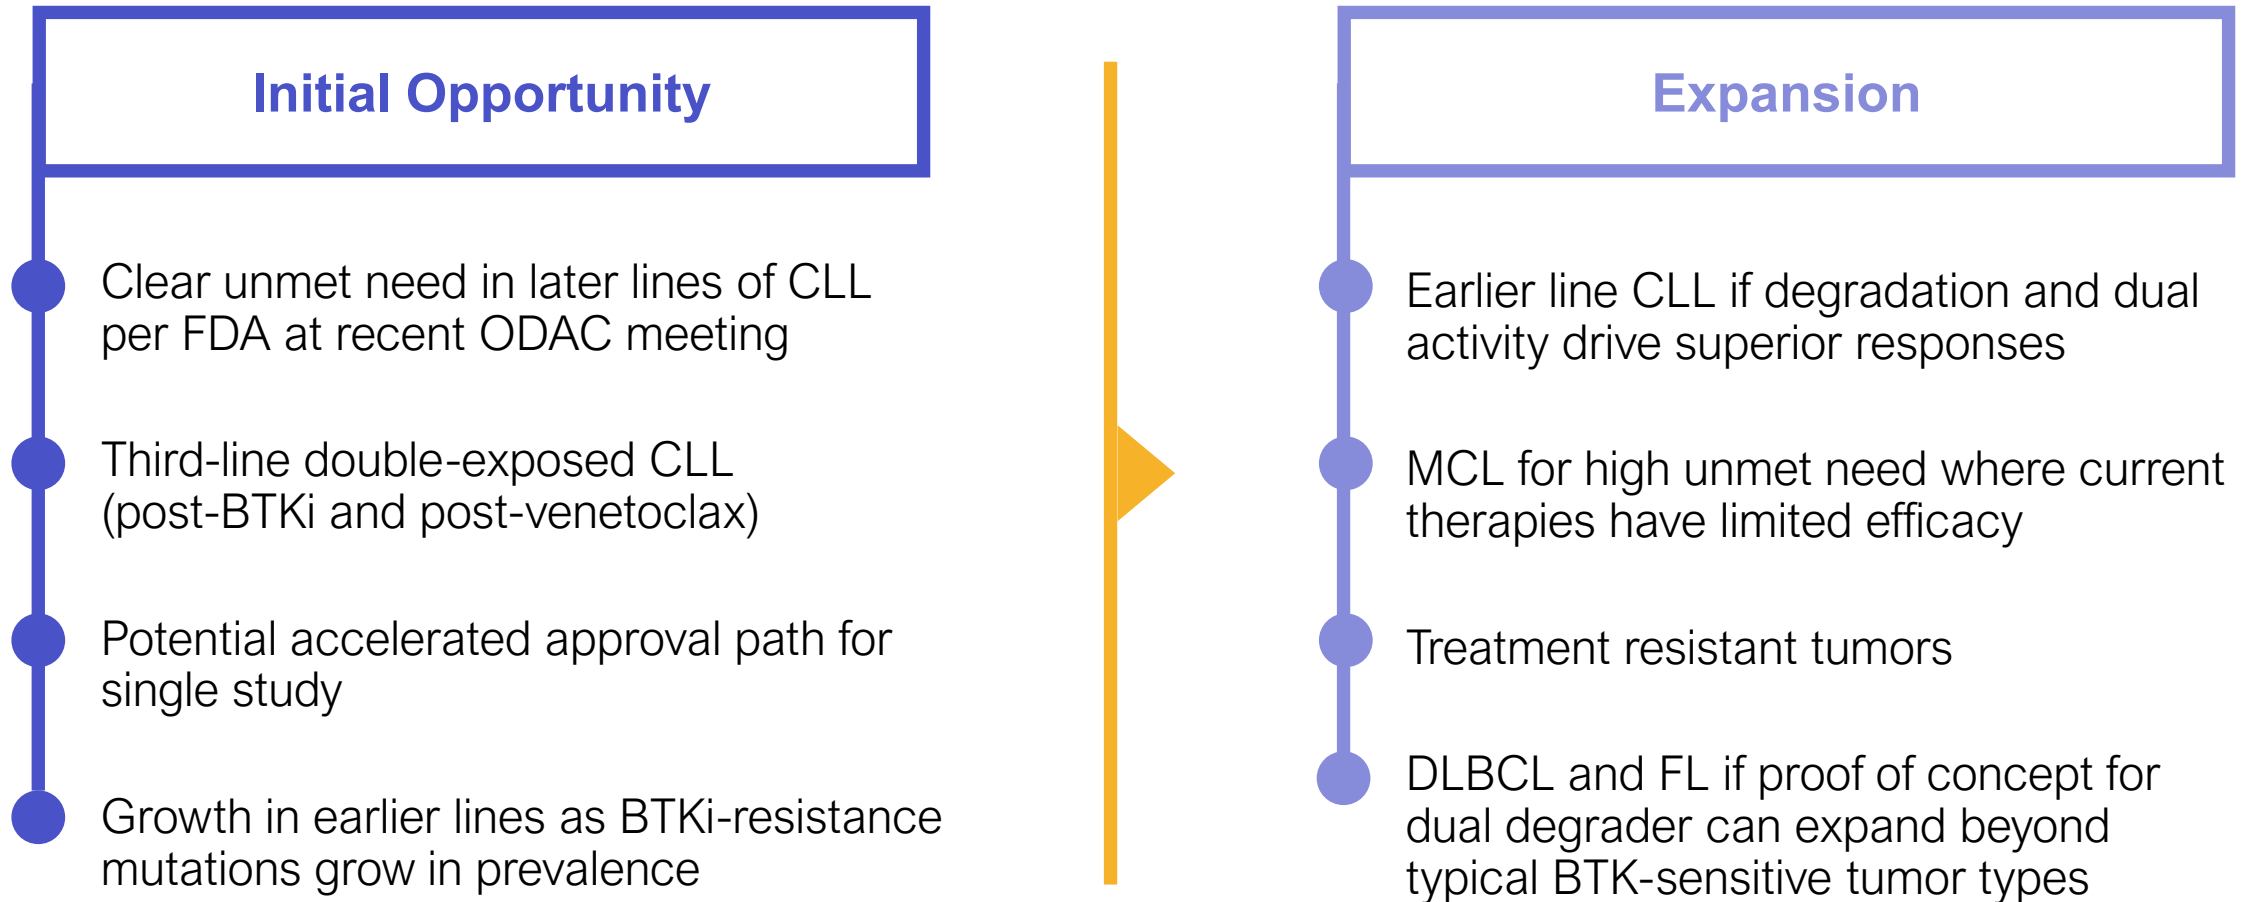 Initial Opportunity
Clear unmet need in later lines of CLL
per FDA at recent ODAC meeting
Third-line double-exposed CLL
(post-BTKi and post-venetoclax)
Potential accelerated approval path for
single study
Growth in earlier lines as BTKi-resistance
mutations grow in prevalence
Expansion
Earlier line CLL if degradation and dual
activity drive superior responses
MCL for high unmet need where current
therapies have limited efficacy
Treatment resistant tumors
DLBCL and FL if proof of concept for
dual degrader can expand beyond
typical BTK-sensitive tumor types